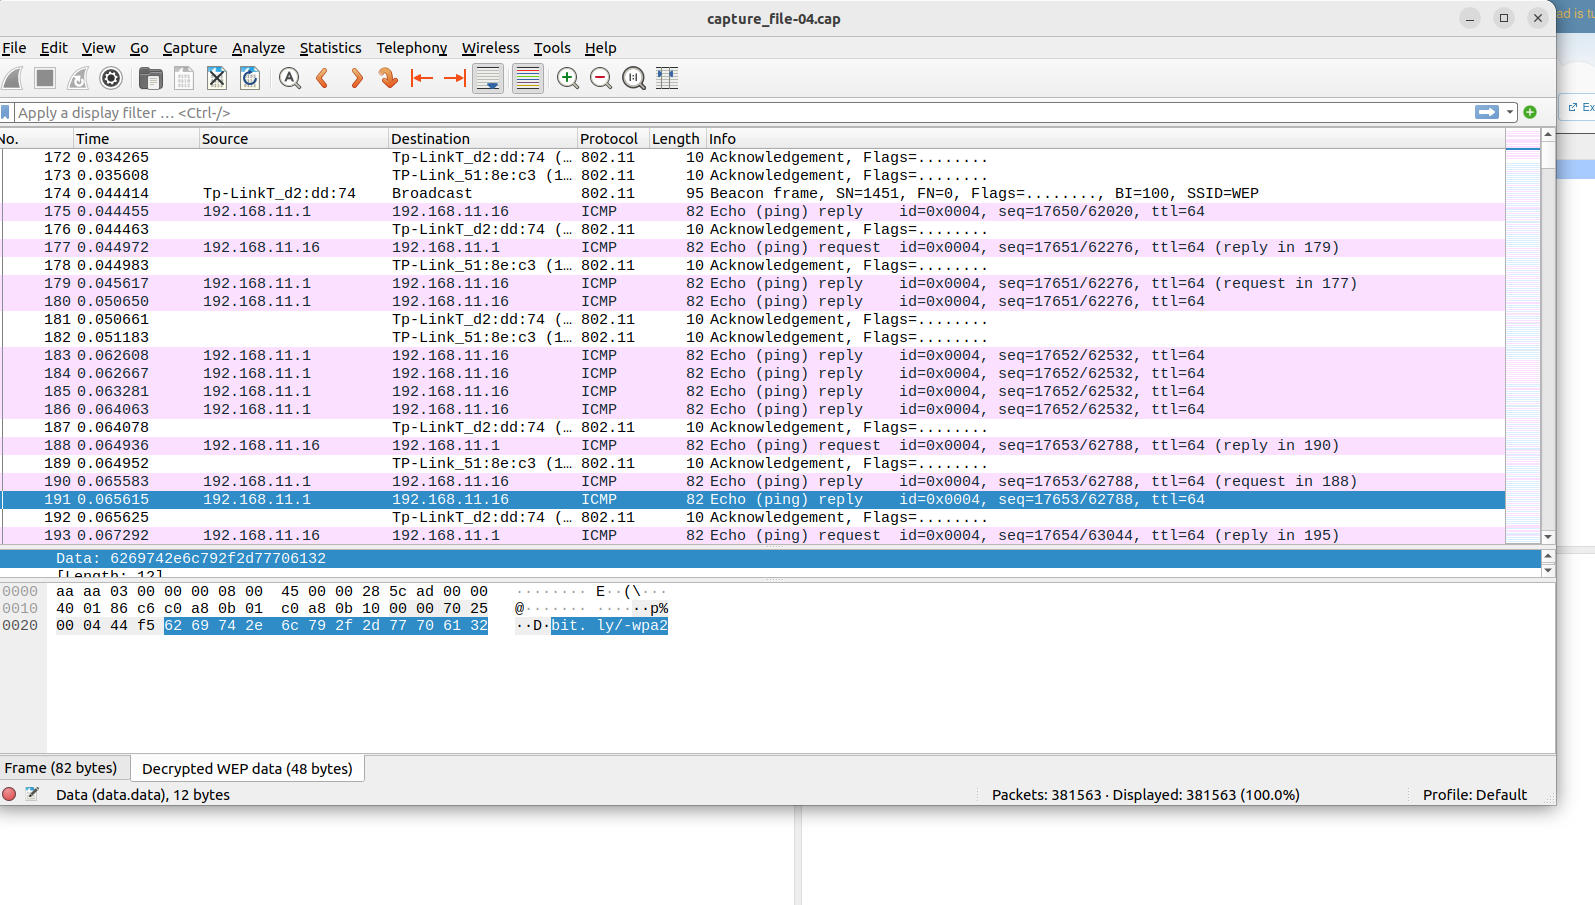 capture_file-04.cap
ad is tu
File Edit View Go Capture Analyze Statistics Telephony Wireless Tools Help
Apply a display filter … <Ctrl-/>
Ex
No. Time Source Destination Protocol Length Info
172 0.034265 Tp-LinkT_d2:dd:74 (… 802.11 10 Acknowledgement, Flags=........
173 0.035608 TP-Link_51:8e:c3 (1… 802.11 10 Acknowledgement, Flags=........
174 0.044414 Tp-LinkT_d2:dd:74 Broadcast 802.11 95 Beacon frame, SN=1451, FN=0, Flags=........, BI=100, SSID=WEP
175 0.044455 192.168.11.1 192.168.11.16 ICMP 82 Echo (ping) reply id=0x0004, seq=17650/62020, ttl=64
176 0.044463 Tp-LinkT_d2:dd:74 (… 802.11 10 Acknowledgement, Flags=........
177 0.044972 192.168.11.16 192.168.11.1 ICMP 82 Echo (ping) request id=0x0004, seq=17651/62276, ttl=64 (reply in 179)
178 0.044983 TP-Link_51:8e:c3 (1… 802.11 10 Acknowledgement, Flags=........
179 0.045617 192.168.11.1 192.168.11.16 ICMP 82 Echo (ping) reply id=0x0004, seq=17651/62276, ttl=64 (request in 177)
180 0.050650 192.168.11.1 192.168.11.16 ICMP 82 Echo (ping) reply id=0x0004, seq=17651/62276, ttl=64
181 0.050661 Tp-LinkT_d2:dd:74 (… 802.11 10 Acknowledgement, Flags=........
182 0.051183 TP-Link_51:8e:c3 (1… 802.11 10 Acknowledgement, Flags=........
183 0.062608 192.168.11.1 192.168.11.16 ICMP 82 Echo (ping) reply id=0x0004, seq=17652/62532, ttl=64
184 0.062667 192.168.11.1 192.168.11.16 ICMP 82 Echo (ping) reply id=0x0004, seq=17652/62532, ttl=64
185 0.063281 192.168.11.1 192.168.11.16 ICMP 82 Echo (ping) reply id=0x0004, seq=17652/62532, ttl=64
186 0.064063 192.168.11.1 192.168.11.16 ICMP 82 Echo (ping) reply id=0x0004, seq=17652/62532, ttl=64
187 0.064078 Tp-LinkT_d2:dd:74 (… 802.11 10 Acknowledgement, Flags=........
188 0.064936 192.168.11.16 192.168.11.1 ICMP 82 Echo (ping) request id=0x0004, seq=17653/62788, ttl=64 (reply in 190)
189 0.064952 TP-Link_51:8e:c3 (1… 802.11 10 Acknowledgement, Flags=........
190 0.065583 192.168.11.1 192.168.11.16 ICMP 82 Echo (ping) reply id=0x0004, seq=17653/62788, ttl=64 (request in 188)
191 0.065615 192.168.11.1 192.168.11.16 ICMP 82 Echo (ping) reply id=0x0004, seq=17653/62788, ttl=64
192 0.065625 Tp-LinkT_d2:dd:74 (… 802.11 10 Acknowledgement, Flags=........
193 0.067292 192.168.11.16 192.168.11.1 ICMP 82 Echo (ping) request id=0x0004, seq=17654/63044, ttl=64 (reply in 195)
Data: 6269742e6c792f2d77706132
[Length: 12]
0000 aa aa 03 00 00 00 08 00 45 00 00 28 5c ad 00 00 ········ E··(\···
0010 40 01 86 c6 c0 a8 0b 01 c0 a8 0b 10 00 00 70 25 @······· ······p%
0020 00 04 44 f5 62 69 74 2e 6c 79 2f 2d 77 70 61 32 ··D·bit. ly/-wpa2
Frame (82 bytes) Decrypted WEP data (48 bytes)
Data (data.data), 12 bytes Packets: 381563 · Displayed: 381563 (100.0%) Profile: Default